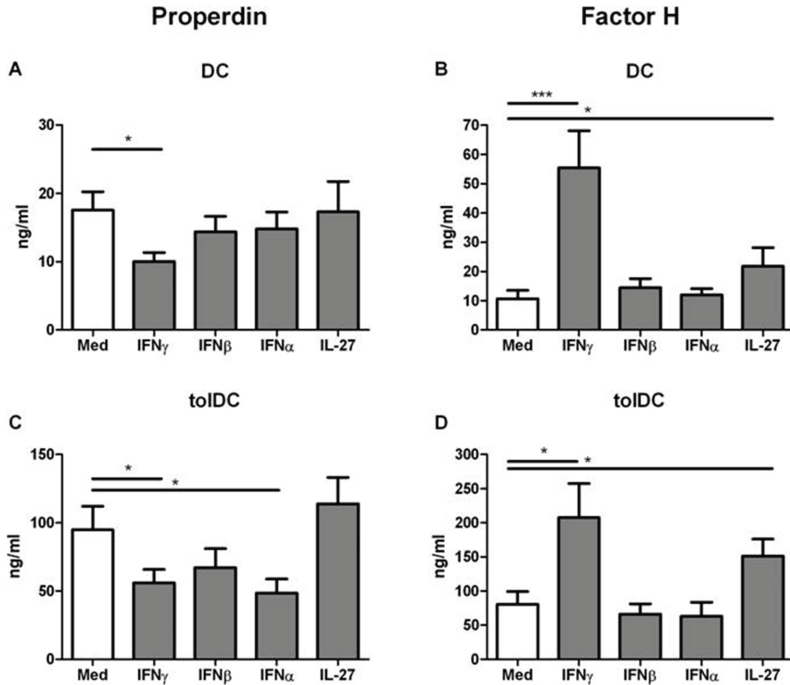 Properdin
Factor H
A
DC
*
30
20
10
0
ng/ml
Med IFNγ IFNβ IFNα IL-27
B
DC
***
*
70
60
50
40
30
20
10
0
ng/ml
Med IFNγ IFNβ IFNα IL-27
C
tolDC
*
*
150
100
50
0
ng/ml
Med IFNγ IFNβ IFNα IL-27
D
tolDC
*
*
300
250
200
150
100
50
0
ng/ml
Med IFNγ IFNβ IFNα IL-27